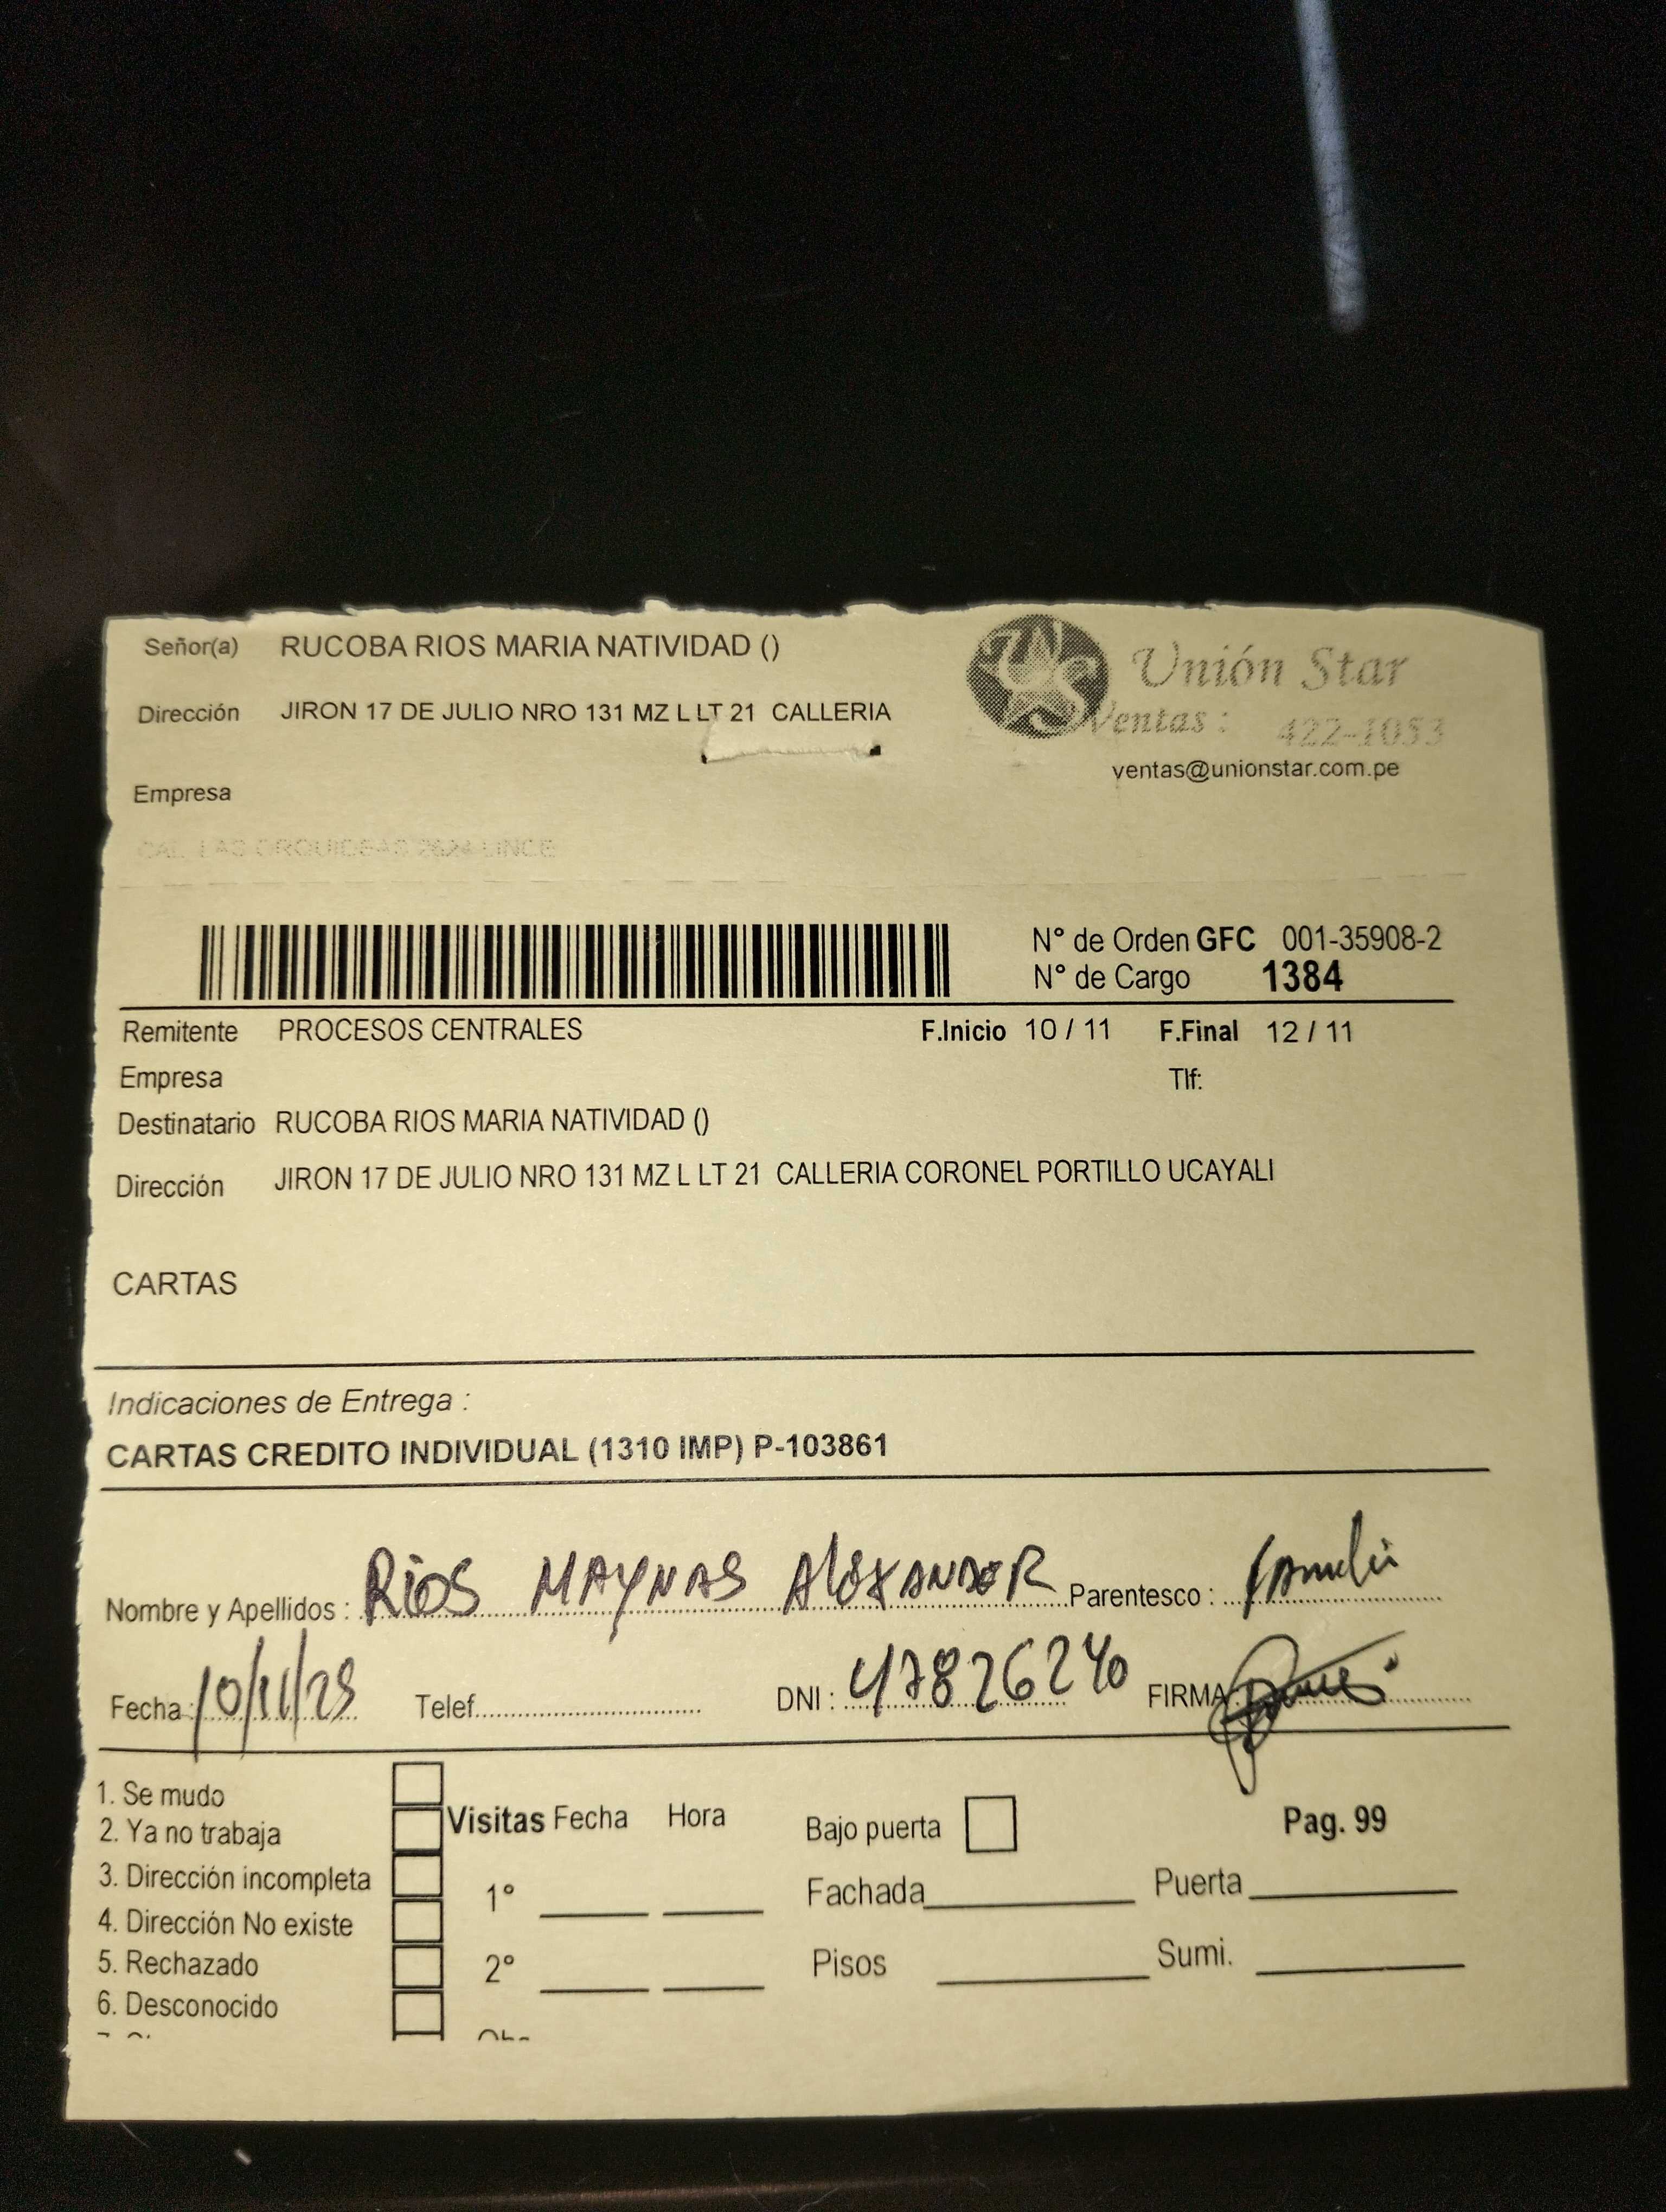 Señor(a) RUCOBA RIOS MARIA NATIVIDAD ()
Unión Star
Dirección JIRON 17 DE JULIO NRO 131 MZ L LT 21 CALLERIA
Ventas : 422-1053
ventas@unionstar.com.pe
Empresa
CAL. LAS ORQUIDEAS 2624 LINCE
N° de Orden GFC 001-35908-2
N° de Cargo 1384
Remitente PROCESOS CENTRALES F.Inicio 10 / 11 F.Final 12 / 11
Empresa Tlf:
Destinatario RUCOBA RIOS MARIA NATIVIDAD ()
Dirección JIRON 17 DE JULIO NRO 131 MZ L LT 21 CALLERIA CORONEL PORTILLO UCAYALI
CARTAS
Indicaciones de Entrega :
CARTAS CREDITO INDIVIDUAL (1310 IMP) P-103861
Nombre y Apellidos : RIOS MAYNAS AlEXANDER Parentesco :
Fecha : 10/11/25 Telef. DNI : 47826240 FIRMA :
1. Se mudo
2. Ya no trabaja
3. Dirección incompleta
4. Dirección No existe
5. Rechazado
6. Desconocido
Visitas Fecha Hora
1°
2°
Bajo puerta Pag. 99
Fachada Puerta
Pisos Sumi.